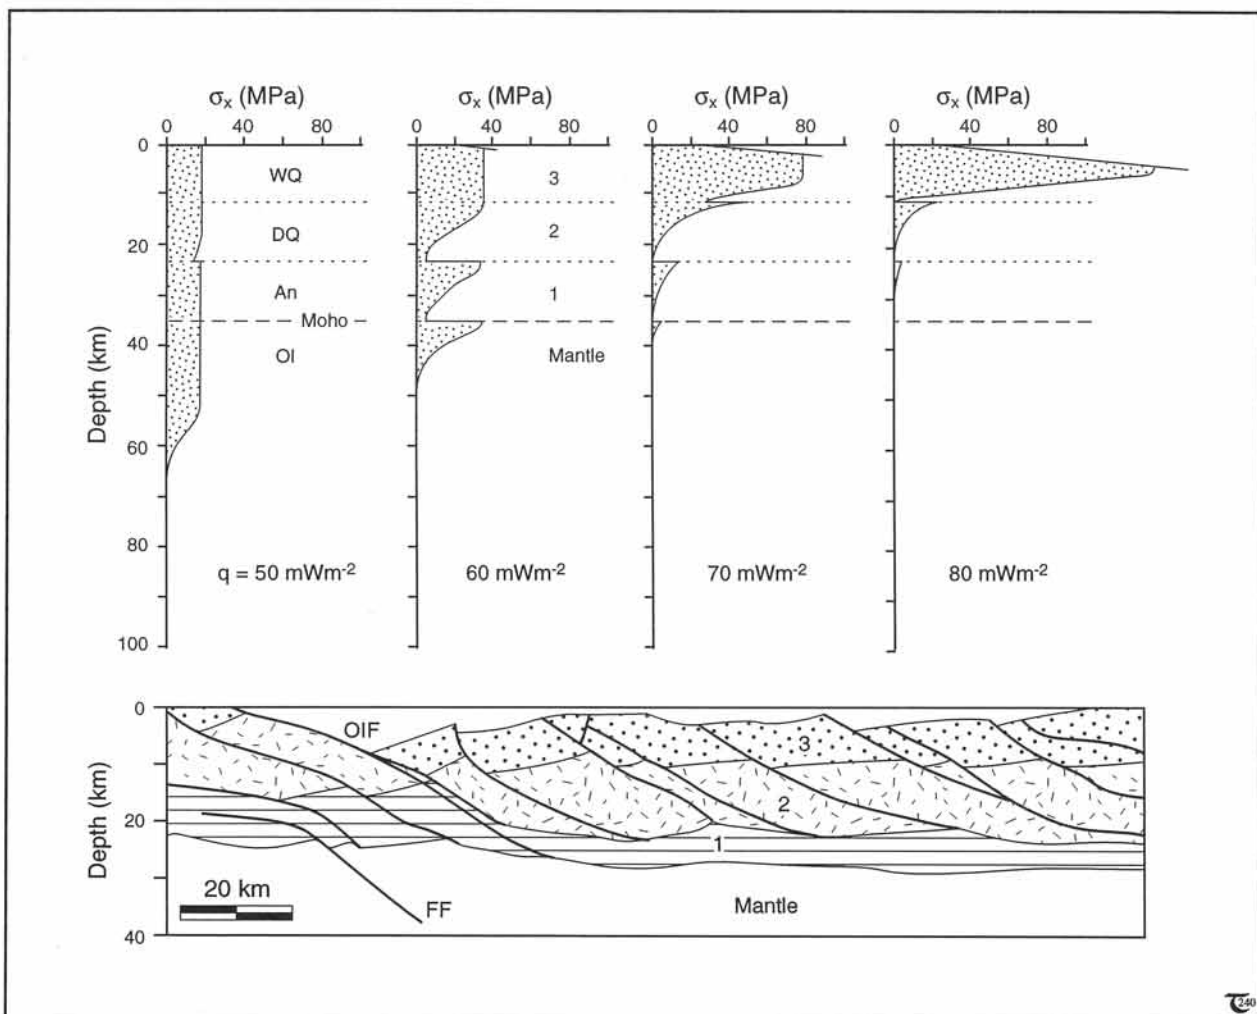 σx (MPa) σx (MPa) σx (MPa) σx (MPa)
0 40 80 0 40 80 0 40 80 0 40 80
0
WQ 3
DQ 2
20
An 1
Moho
40
Ol Mantle
Depth (km)
60
80
q = 50 mWm-2 60 mWm-2 70 mWm-2 80 mWm-2
100
0
OIF
3
10
2
20
1
Depth (km)
20 km
FF
Mantle
40
240